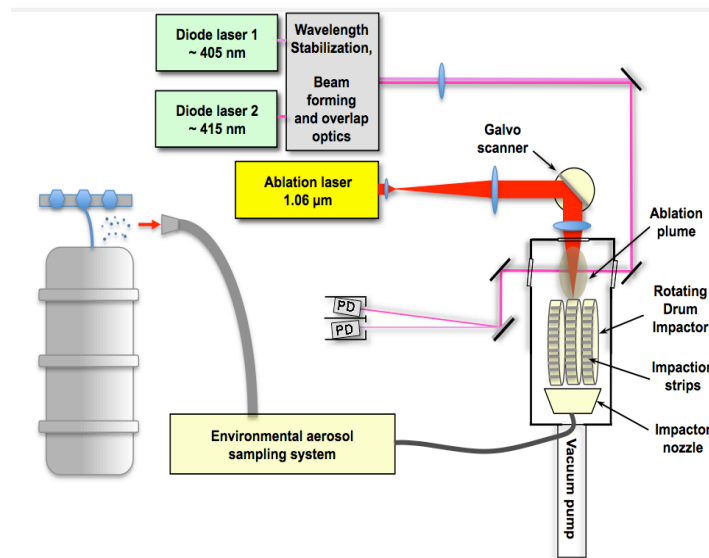 Diode laser 1
~ 405 nm
Wavelength
Stabilization,
Beam
forming
and overlap
optics
Diode laser 2
~ 415 nm
Galvo
scanner
Ablation laser
1.06 µm
Ablation
plume
Rotating
Drum
Impactor
PD
PD
Impaction
strips
Impactor
nozzle
Environmental aerosol
sampling system
Vacuum pump